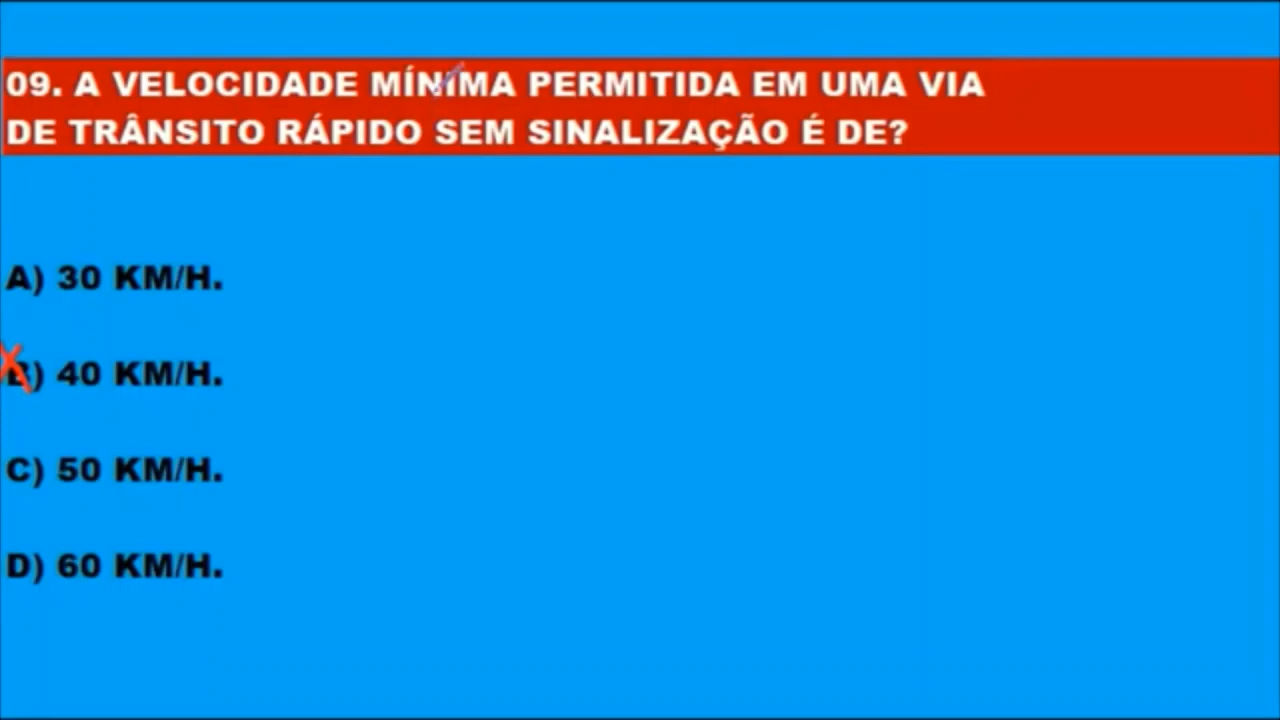 09. A VELOCIDADE MÍNIMA PERMITIDA EM UMA VIA
DE TRÂNSITO RÁPIDO SEM SINALIZAÇÃO É DE?
A) 30 KM/H.
B) 40 KM/H.
C) 50 KM/H.
D) 60 KM/H.